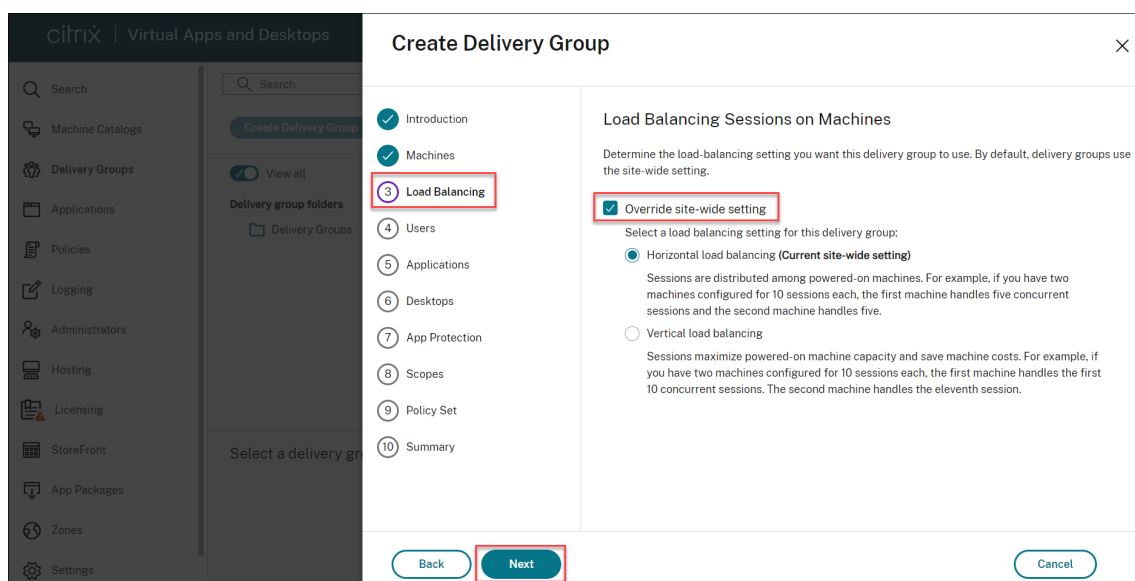 citrix | Virtual Apps and Desktops
Search
Machine Catalogs
Delivery Groups
Applications
Policies
Logging
Administrators
Hosting
Licensing
StoreFront
App Packages
Zones
Settings
Search
Create Delivery Group
View all
Delivery group folders
Delivery Groups
Select a delivery gr
Create Delivery Group
Introduction
Machines
3 Load Balancing
4 Users
5 Applications
6 Desktops
7 App Protection
8 Scopes
9 Policy Set
10 Summary
Load Balancing Sessions on Machines
Determine the load-balancing setting you want this delivery group to use. By default, delivery groups use
the site-wide setting.
Override site-wide setting
Select a load balancing setting for this delivery group:
Horizontal load balancing (Current site-wide setting)
Sessions are distributed among powered-on machines. For example, if you have two
machines configured for 10 sessions each, the first machine handles five concurrent
sessions and the second machine handles five.
Vertical load balancing
Sessions maximize powered-on machine capacity and save machine costs. For example, if
you have two machines configured for 10 sessions each, the first machine handles the first
10 concurrent sessions. The second machine handles the eleventh session.
Back
Next
Cancel